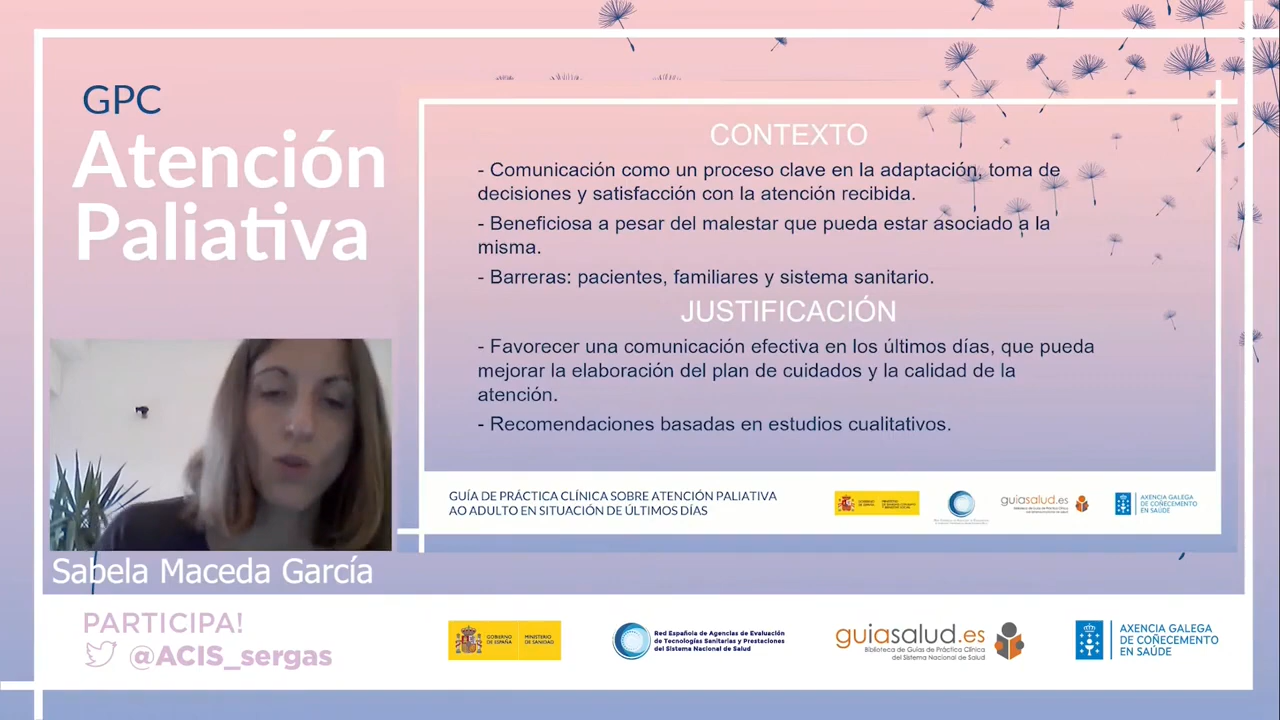 GPC
Atención
Paliativa
CONTEXTO
- Comunicación como un proceso clave en la adaptación, toma de
decisiones y satisfacción con la atención recibida.
- Beneficiosa a pesar del malestar que pueda estar asociado a la
misma.
- Barreras: pacientes, familiares y sistema sanitario.
JUSTIFICACIÓN
- Favorecer una comunicación efectiva en los últimos días, que pueda
mejorar la elaboración del plan de cuidados y la calidad de la
atención.
- Recomendaciones basadas en estudios cualitativos.
GUÍA DE PRÁCTICA CLÍNICA SOBRE ATENCIÓN PALIATIVA
AO ADULTO EN SITUACIÓN DE ÚLTIMOS DÍAS
guiasalud.es
AXENCIA GALEGA
DE COÑECEMENTO
EN SAÚDE
Sabela Maceda García
PARTICIPA!
@ACIS_sergas
GOBIERNO
DE ESPAÑA
MINISTERIO
DE SANIDAD
Red Española de Agencias de Evaluación
de Tecnologías Sanitarias y Prestaciones
del Sistema Nacional de Salud
guiasalud.es
Biblioteca de Guías de Práctica Clínica
del Sistema Nacional de Salud
AXENCIA GALEGA
DE COÑECEMENTO
EN SAÚDE